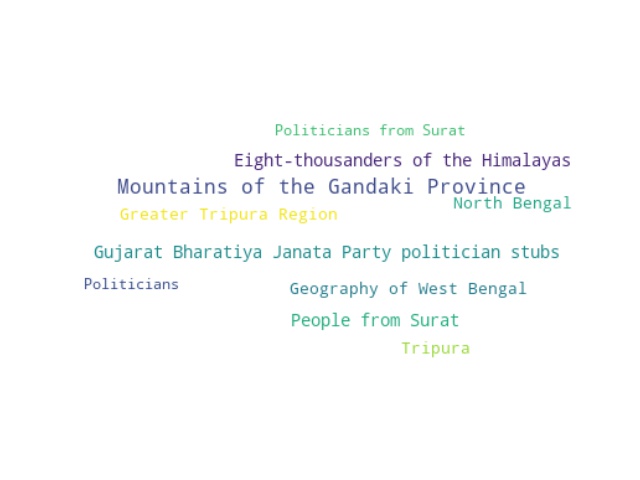 Politicians from Surat
Eight-thousanders of the Himalayas
Mountains of the Gandaki Province
North Bengal
Greater Tripura Region
Gujarat Bharatiya Janata Party politician stubs
Politicians
Geography of West Bengal
People from Surat
Tripura